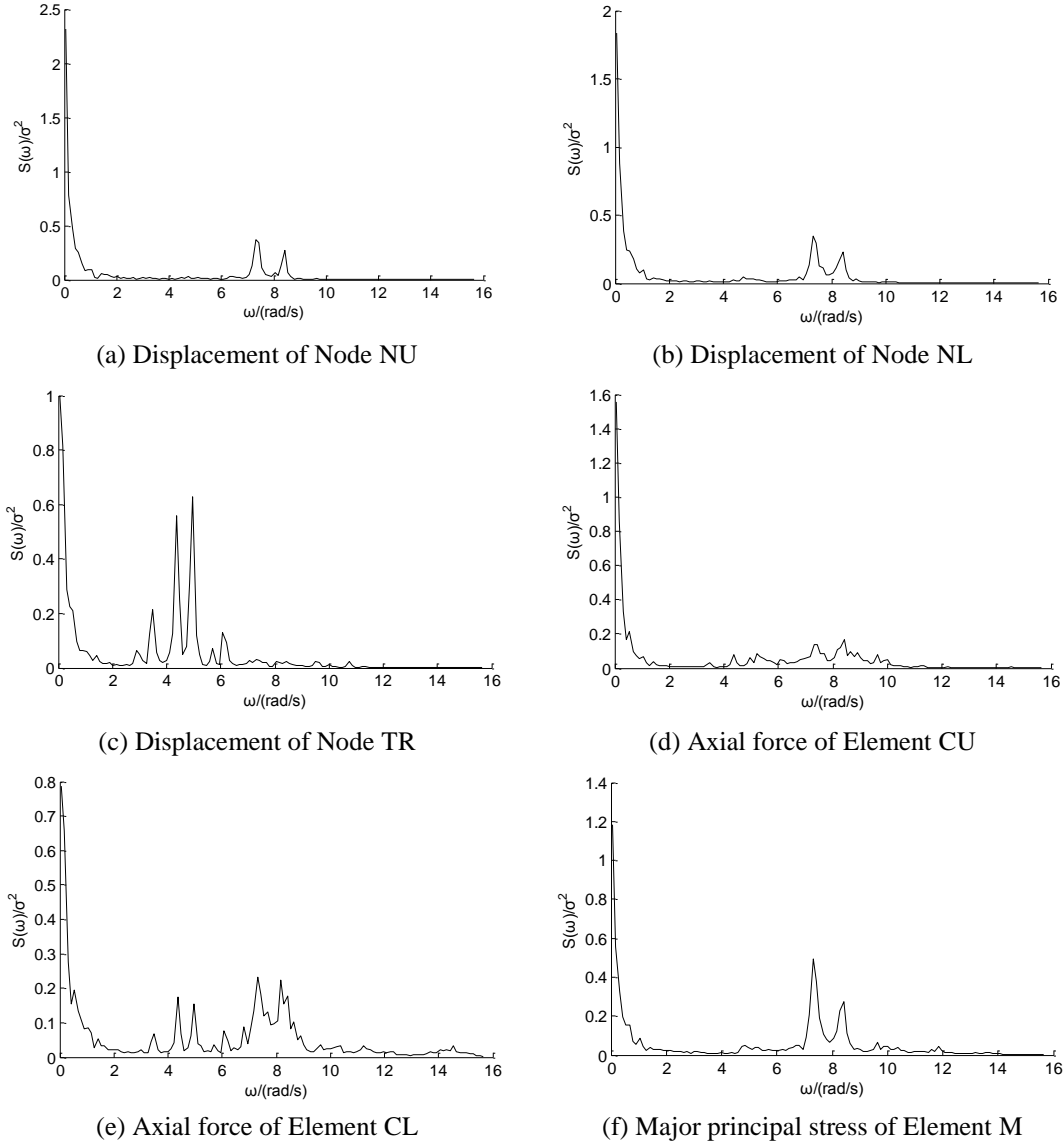 2.5
2
1.5
1
0.5
0
S(ω)/σ²
0 2 4 6 8 10 12 14 16
ω/(rad/s)
(a) Displacement of Node NU
2
1.5
1
0.5
0
S(ω)/σ²
0 2 4 6 8 10 12 14 16
ω/(rad/s)
(b) Displacement of Node NL
1
0.8
0.6
0.4
0.2
0
S(ω)/σ²
0 2 4 6 8 10 12 14 16
ω/(rad/s)
(c) Displacement of Node TR
1.6
1.4
1.2
1
0.8
0.6
0.4
0.2
0
S(ω)/σ²
0 2 4 6 8 10 12 14 16
ω/(rad/s)
(d) Axial force of Element CU
0.8
0.7
0.6
0.5
0.4
0.3
0.2
0.1
0
S(ω)/σ²
0 2 4 6 8 10 12 14 16
ω/(rad/s)
(e) Axial force of Element CL
1.4
1.2
1
0.8
0.6
0.4
0.2
0
S(ω)/σ²
0 2 4 6 8 10 12 14 16
ω/(rad/s)
(f) Major principal stress of Element M